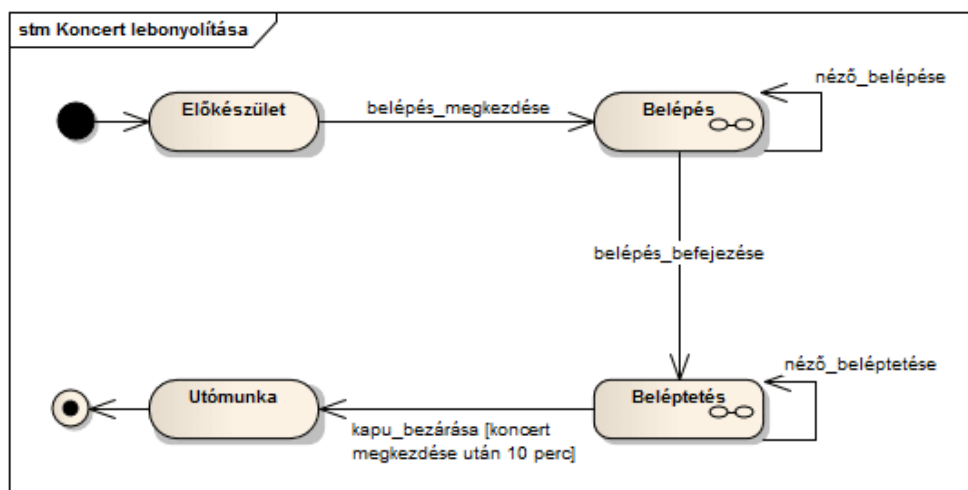 stm Koncert lebonyolítása
néző_belépése
Előkészület
belépés_megkezdése
Belépés
belépés_befejezése
néző_beléptetése
Utómunka
Beléptetés
kapu_bezárása [koncert
megkezdése után 10 perc]